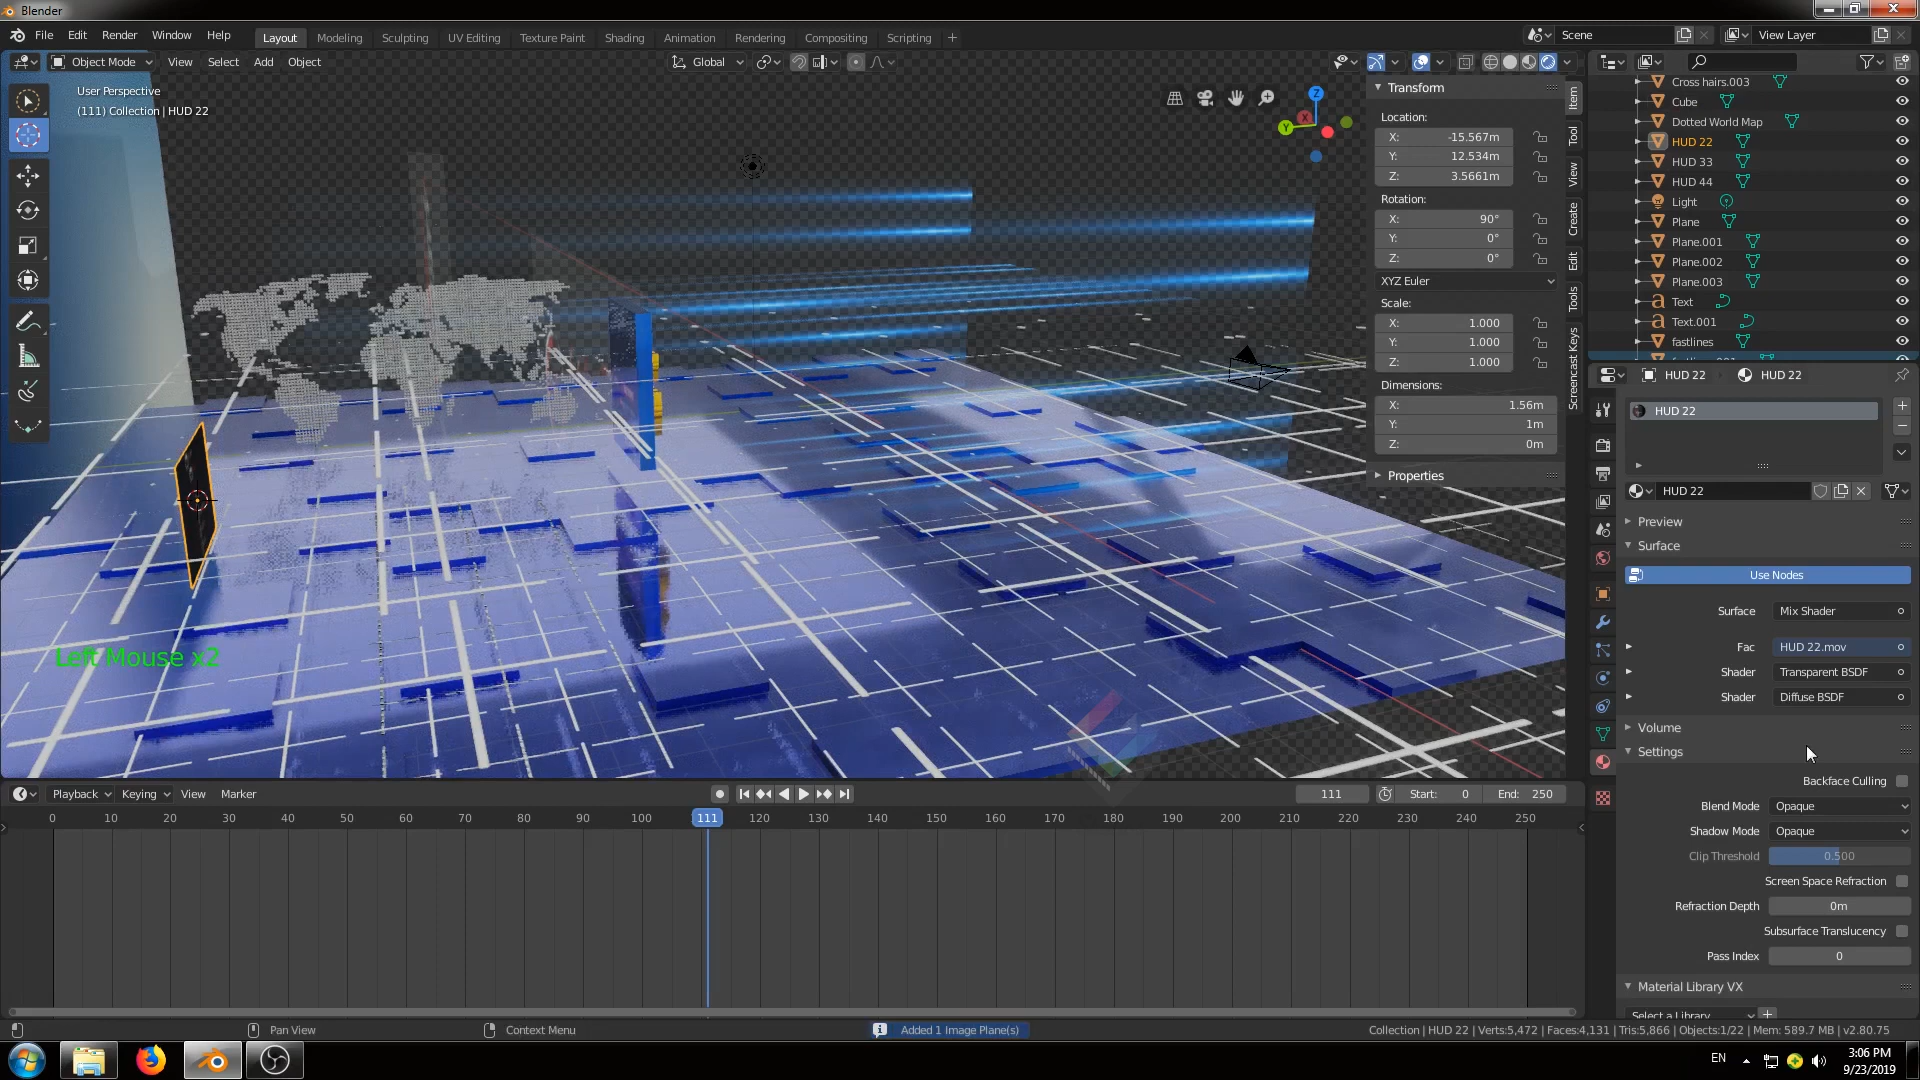 Blender
File Edit Render Window Help
Layout Modeling Sculpting UV Editing Texture Paint Shading Animation Rendering Compositing Scripting +
Scene
View Layer
Object Mode View Select Add Object
Global
User Perspective
(111) Collection | HUD 22
Z
Y
X
Left Mouse x2
Transform
Location:
X: -15.567m
Y: 12.534m
Z: 3.5661m
Rotation:
X: 90°
Y: 0°
Z: 0°
XYZ Euler
Scale:
X: 1.000
Y: 1.000
Z: 1.000
Dimensions:
X: 1.56m
Y: 1m
Z: 0m
Properties
Item
Tool
View
Create
Edit
Tools
Screencast Keys
Cross hairs.003
Cube
Dotted World Map
HUD 22
HUD 33
HUD 44
Light
Plane
Plane.001
Plane.002
Plane.003
Text
Text.001
fastlines
HUD 22 HUD 22
HUD 22
HUD 22
Preview
Surface
Use Nodes
Surface Mix Shader
Fac HUD 22.mov
Shader Transparent BSDF
Shader Diffuse BSDF
Volume
Settings
Backface Culling
Blend Mode Opaque
Shadow Mode Opaque
Clip Threshold 0.500
Screen Space Refraction
Refraction Depth 0m
Subsurface Translucency
Pass Index 0
Material Library VX
Select a Library
Playback Keying View Marker
111 Start: 0 End: 250
0 10 20 30 40 50 60 70 80 90 100 111 120 130 140 150 160 170 180 190 200 210 220 230 240 250
Pan View
Context Menu
Added 1 Image Plane(s)
Collection | HUD 22 | Verts:5,472 | Faces:4,131 | Tris:5,866 | Objects:1/22 | Mem: 589.7 MB | v2.80.75
EN
3:06 PM
9/23/2019